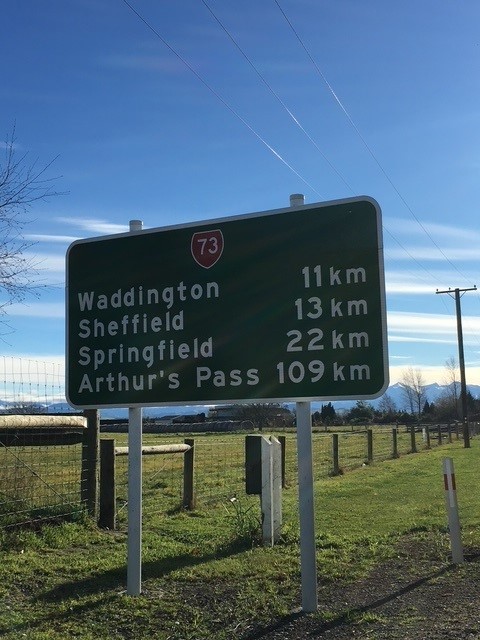 73
Waddington 11 km
Sheffield 13 km
Springfield 22 km
Arthur's Pass 109 km